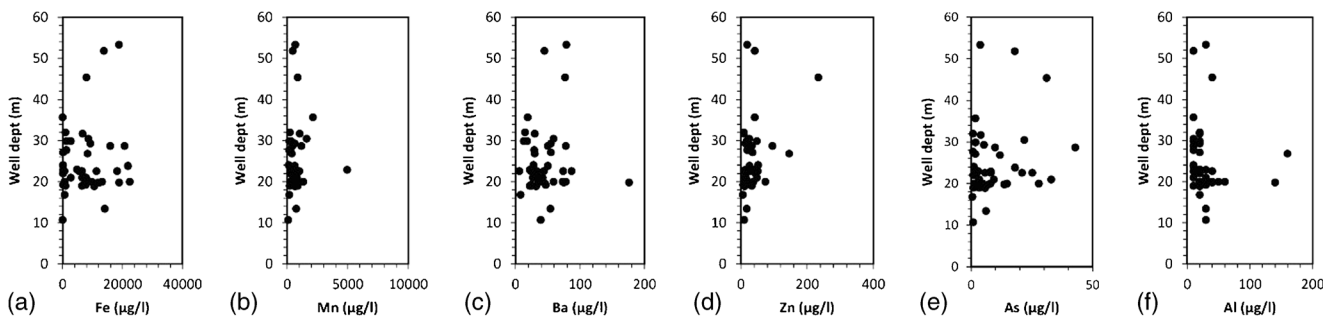 60
50
40
30
20
10
0
Well dept (m)
0 20000 40000
(a) Fe (µg/l)
60
50
40
30
20
10
0
Well dept (m)
0 5000 10000
(b) Mn (µg/l)
60
50
40
30
20
10
0
Well dept (m)
0 100 200
(c) Ba (µg/l)
60
50
40
30
20
10
0
Well dept (m)
0 200 400
(d) Zn (µg/l)
60
50
40
30
20
10
0
Well dept (m)
0 50
(e) As (µg/l)
60
50
40
30
20
10
0
Well dept (m)
0 100 200
(f) Al (µg/l)